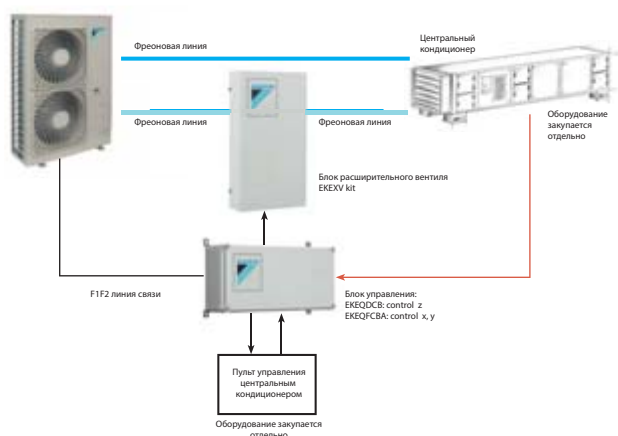 Фреоновая линия
Центральный
кондиционер
Фреоновая линия
Фреоновая линия
Оборудование
закупается
отдельно
Блок расширительного вентиля
EKEXV kit
F1F2 линия связи
Блок управления:
EKEQDCB: control z
EKEQFCBA: control x, y
Пульт управления
центральным
кондиционером
Оборудование закупается
отдельно